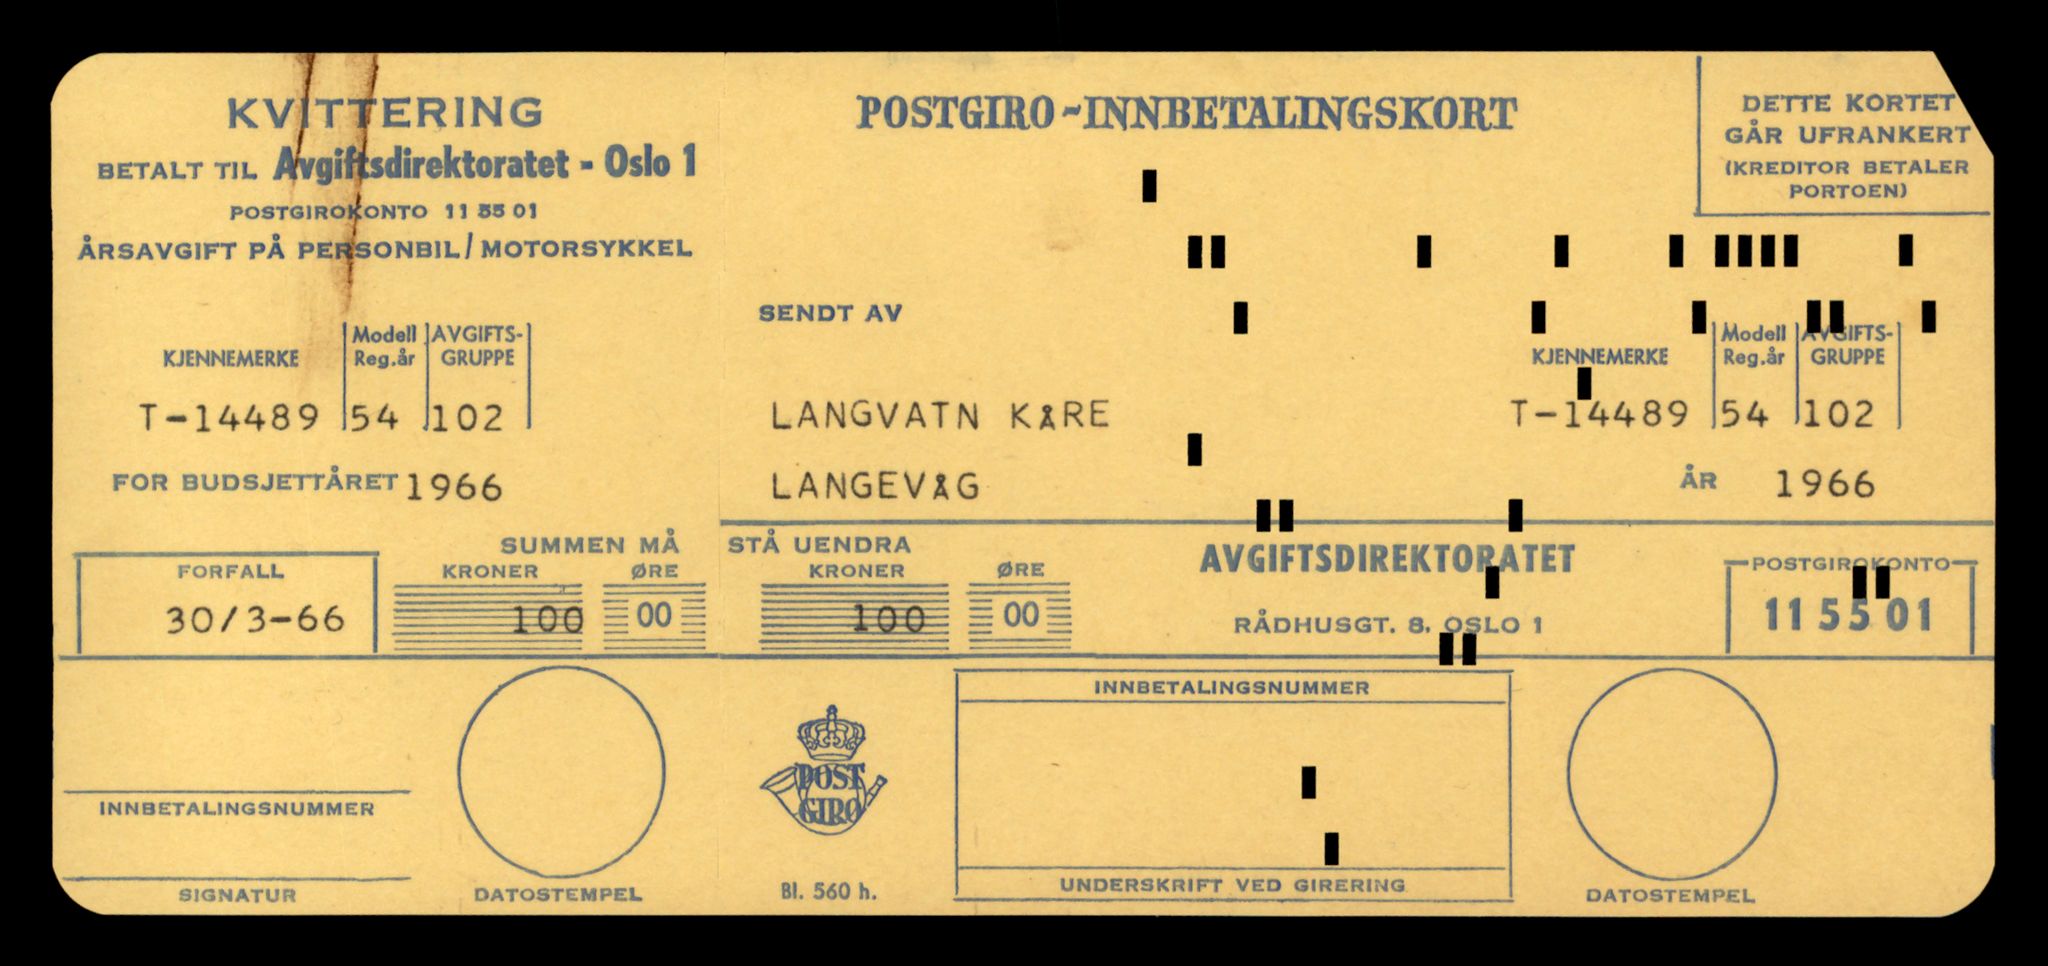 KVITTERING
BETALT TIL Avgiftsdirektoratet - Oslo 1
POSTGIROKONTO 11 55 01
ÅRSAVGIFT PÅ PERSONBIL/MOTORSYKKEL
KJENNEMERKE Modell Reg.år AVGIFTS-GRUPPE
T-14489 54 102
FOR BUDSJETTÅRET 1966
SUMMEN MÅ
FORFALL KRONER ØRE
30/3-66 100 00
INNBETALINGSNUMMER
SIGNATUR DATOSTEMPEL
POSTGIRO-INNBETALINGSKORT
DETTE KORTET
GÅR UFRANKERT
(KREDITOR BETALER
PORTOEN)
SENDT AV
KJENNEMERKE Modell Reg.år AVGIFTS-GRUPPE
LANGVATN KÅRE T-14489 54 102
LANGEVÅG ÅR 1966
STÅ UENDRA
KRONER ØRE
100 00
AVGIFTSDIREKTORATET
RÅDHUSGT. 8. OSLO 1
POSTGIROKONTO
11 55 01
INNBETALINGSNUMMER
POST
GIRO
Bl. 560 h.
UNDERSKRIFT VED GIRERING
DATOSTEMPEL